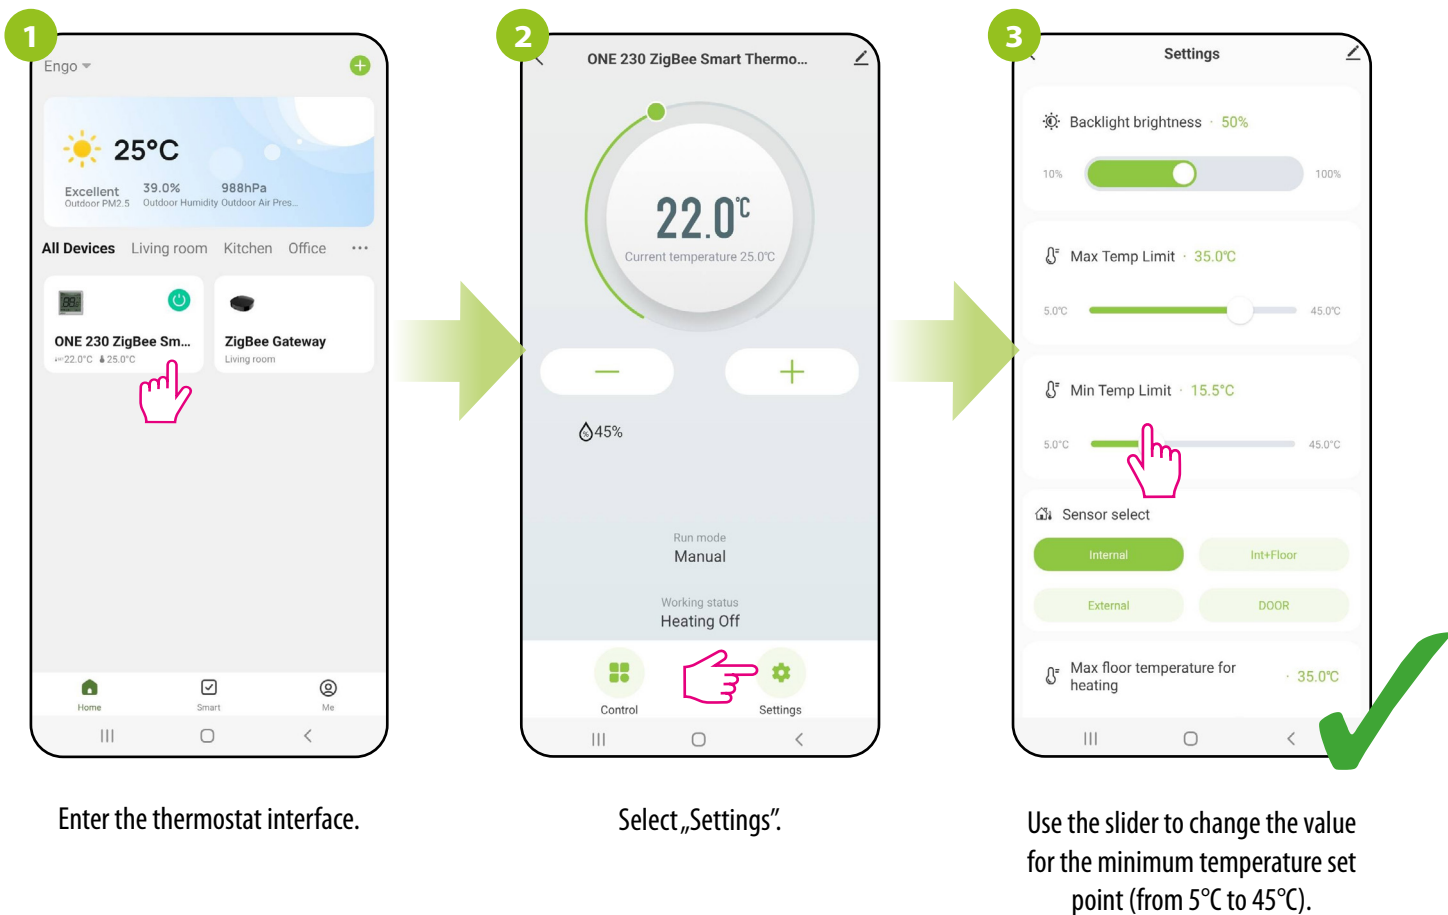 1
Engo
25°C
Excellent
Outdoor PM2.5
39.0%
Outdoor Humidity
988hPa
Outdoor Air Pres...
All Devices Living room Kitchen Office ...
88
ONE 230 ZigBee Sm...
22.0°C 25.0°C
ZigBee Gateway
Living room
Home Smart Me
Enter the thermostat interface.
2
ONE 230 ZigBee Smart Thermo...
22.0°C
Current temperature 25.0°C
45%
Run mode
Manual
Working status
Heating Off
Control Settings
Select „Settings”.
3
Settings
Backlight brightness · 50%
10% 100%
Max Temp Limit · 35.0°C
5.0°C 45.0°C
Min Temp Limit · 15.5°C
5.0°C 45.0°C
Sensor select
Internal Int+Floor
External DOOR
Max floor temperature for
heating · 35.0°C
Use the slider to change the value
for the minimum temperature set
point (from 5°C to 45°C).